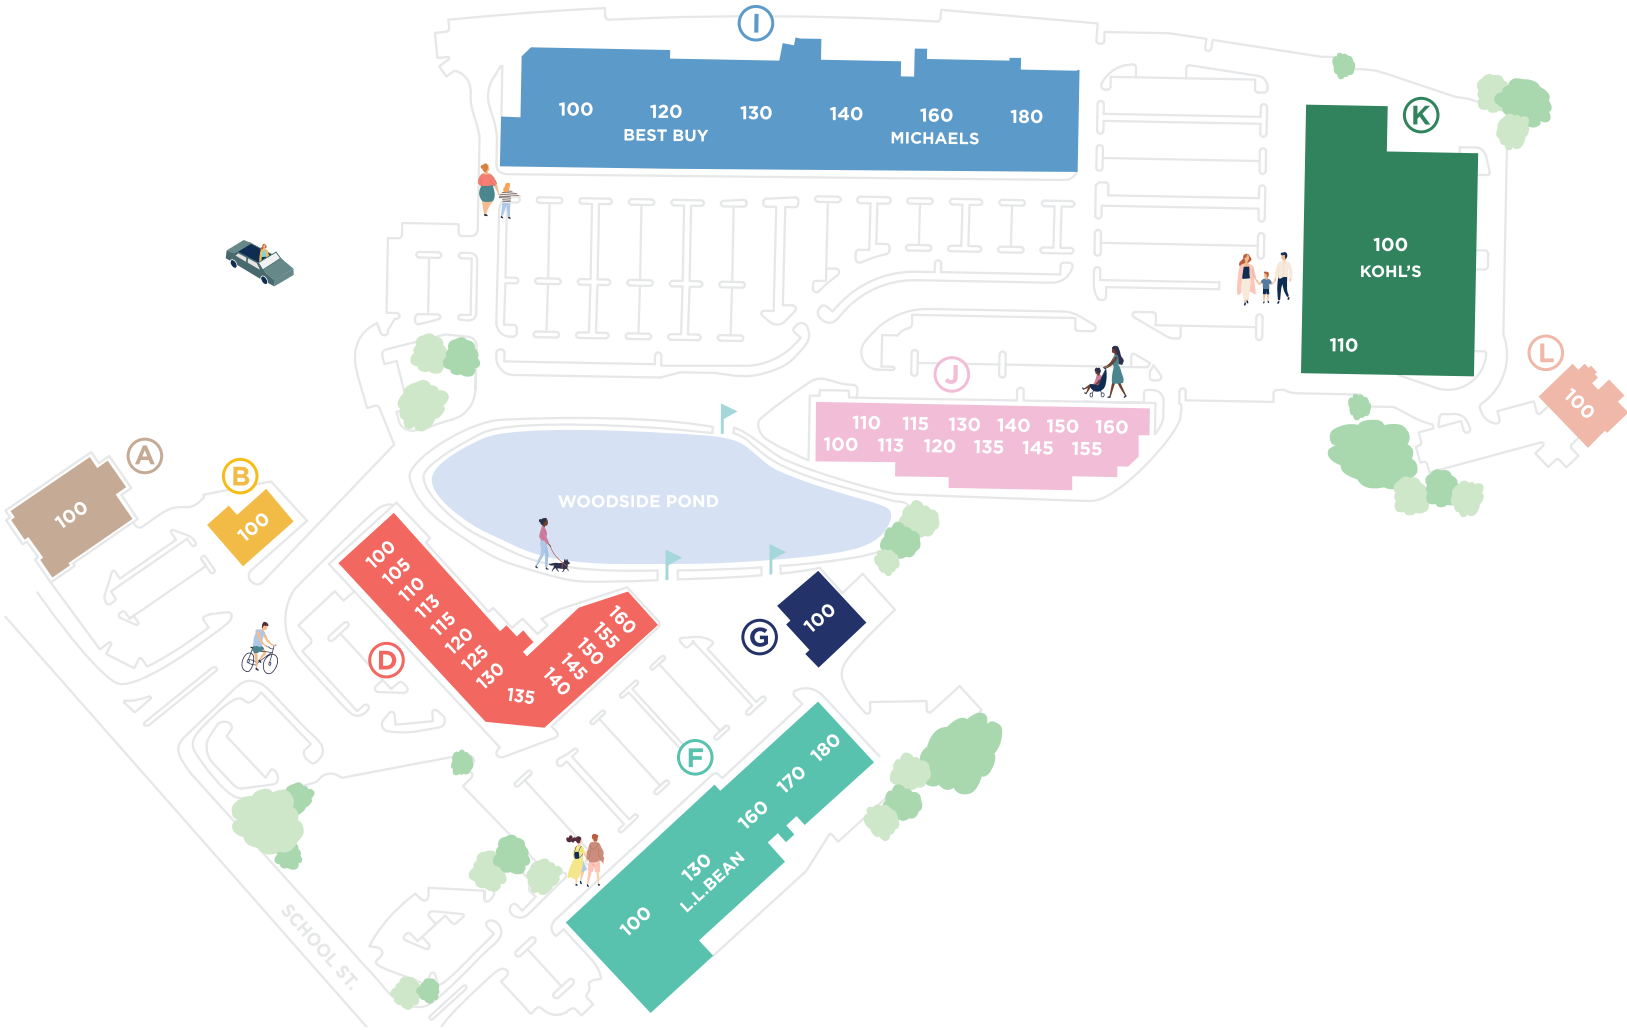 I
100
120
BEST BUY
130
140
160
MICHAELS
180
K
100
KOHL'S
110
L
100
J
110 115 130 140 150 160
100 113 120 135 145 155
A
100
B
100
WOODSIDE POND
D
100
105
110
113
115
120
125
130
135
140
145
150
155
160
G
100
F
100
130
L.L.BEAN
160
170
180
SCHOOL ST.